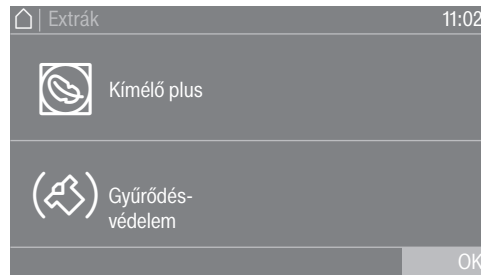 | Extrák 11:02
Kímélő plus
Gyűrődés-
védelem
OK